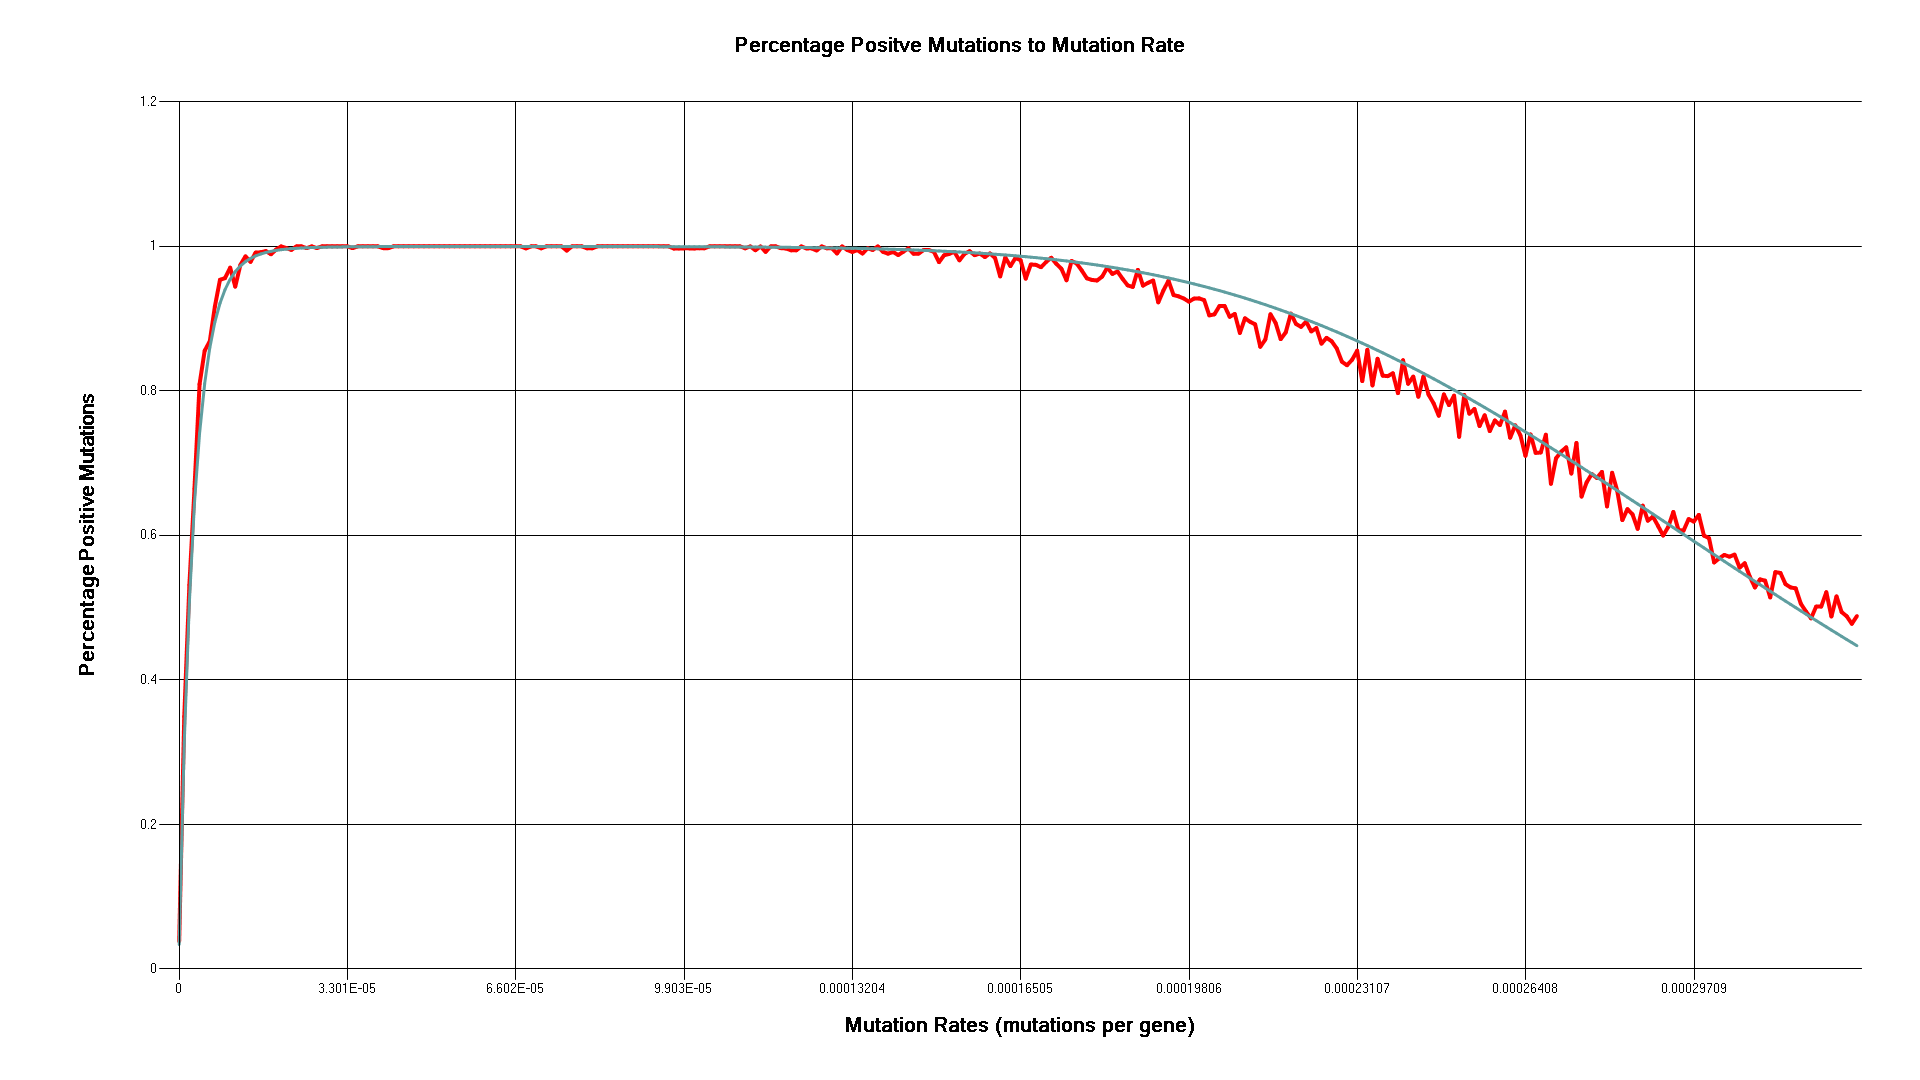 Percentage Positve Mutations to Mutation Rate
1.2
1
0.8
0.6
0.4
0.2
0
Percentage Positive Mutations
0 3.301E-05 6.602E-05 9.903E-05 0.00013204 0.00016505 0.00019806 0.00023107 0.00026408 0.00029709
Mutation Rates (mutations per gene)